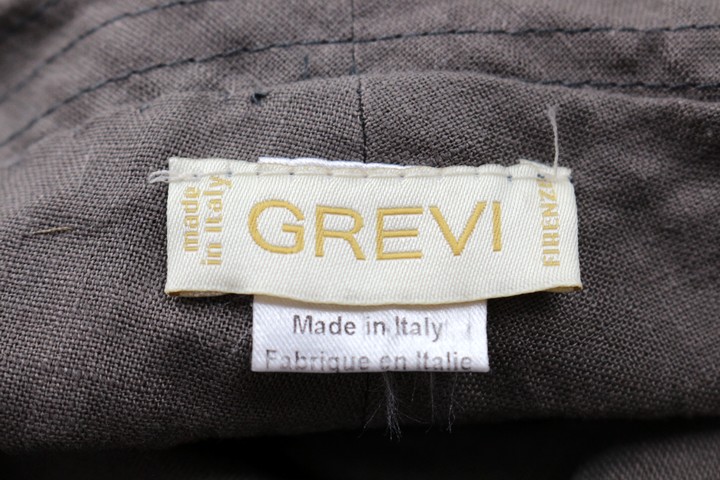 made
in Italy
GREVI
FIRENZE
Made in Italy
Fabrique en Italie